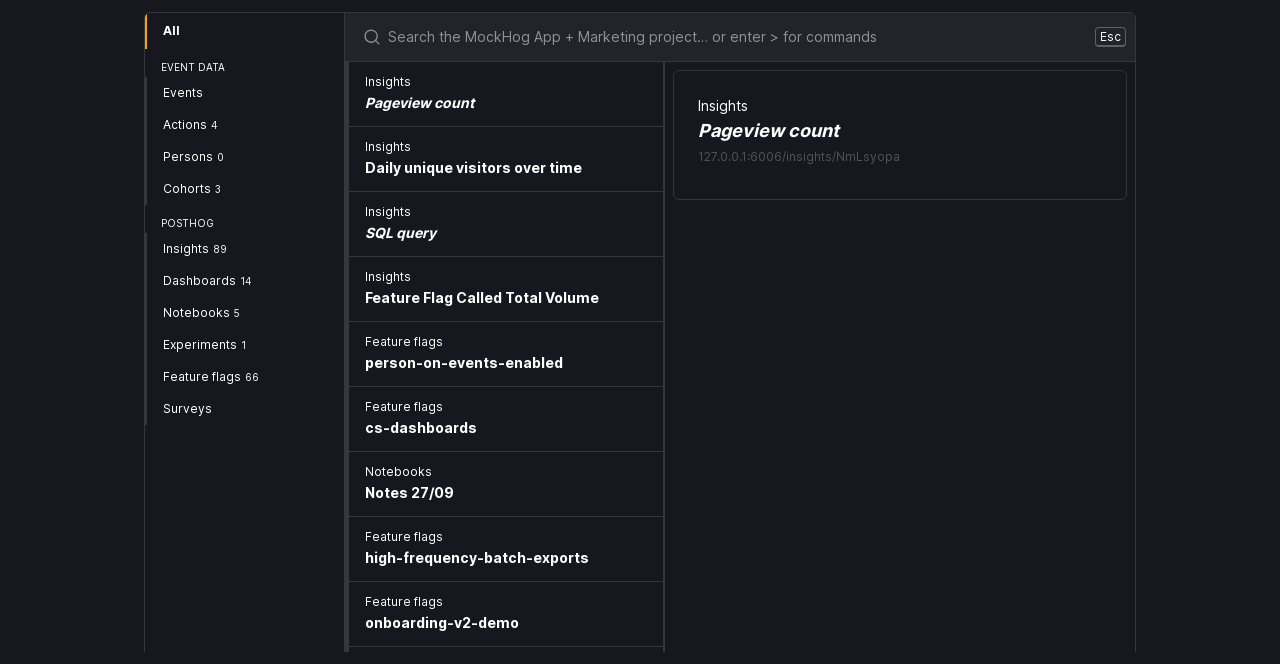 All
EVENT DATA
Events
Actions 4
Persons 0
Cohorts 3
POSTHOG
Insights 89
Dashboards 14
Notebooks 5
Experiments 1
Feature flags 66
Surveys
Search the MockHog App + Marketing project... or enter > for commands
Esc
Insights
Pageview count
Insights
Daily unique visitors over time
Insights
SQL query
Insights
Feature Flag Called Total Volume
Feature flags
person-on-events-enabled
Feature flags
cs-dashboards
Notebooks
Notes 27/09
Feature flags
high-frequency-batch-exports
Feature flags
onboarding-v2-demo
Insights
Pageview count
127.0.0.1:6006/insights/NmLsyopa